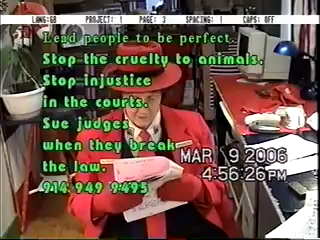 LANG:GB PROJECT: 1 PAGE: 3 SPACING: 1 CAPS: OFF
Lead people to be perfect.
Stop the cruelty to animals.
Stop injustice
in the courts.
Sue judges
when they break
the law.
914 949 9495
MAR 9 2006
4:56:26PM